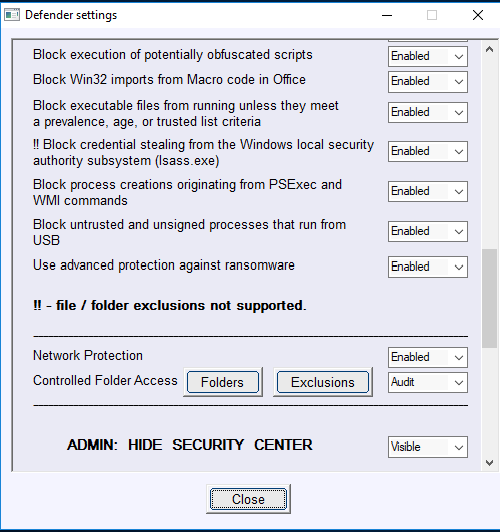 Defender settings
Block execution of potentially obfuscated scripts
Enabled
Block Win32 imports from Macro code in Office
Enabled
Block executable files from running unless they meet
a prevalence, age, or trusted list criteria
Enabled
!! Block credential stealing from the Windows local security
authority subsystem (lsass.exe)
Enabled
Block process creations originating from PSExec and
WMI commands
Enabled
Block untrusted and unsigned processes that run from
USB
Enabled
Use advanced protection against ransomware
Enabled
!! - file / folder exclusions not supported.
Network Protection
Enabled
Controlled Folder Access Folders Exclusions Audit
ADMIN: HIDE SECURITY CENTER
Visible
Close